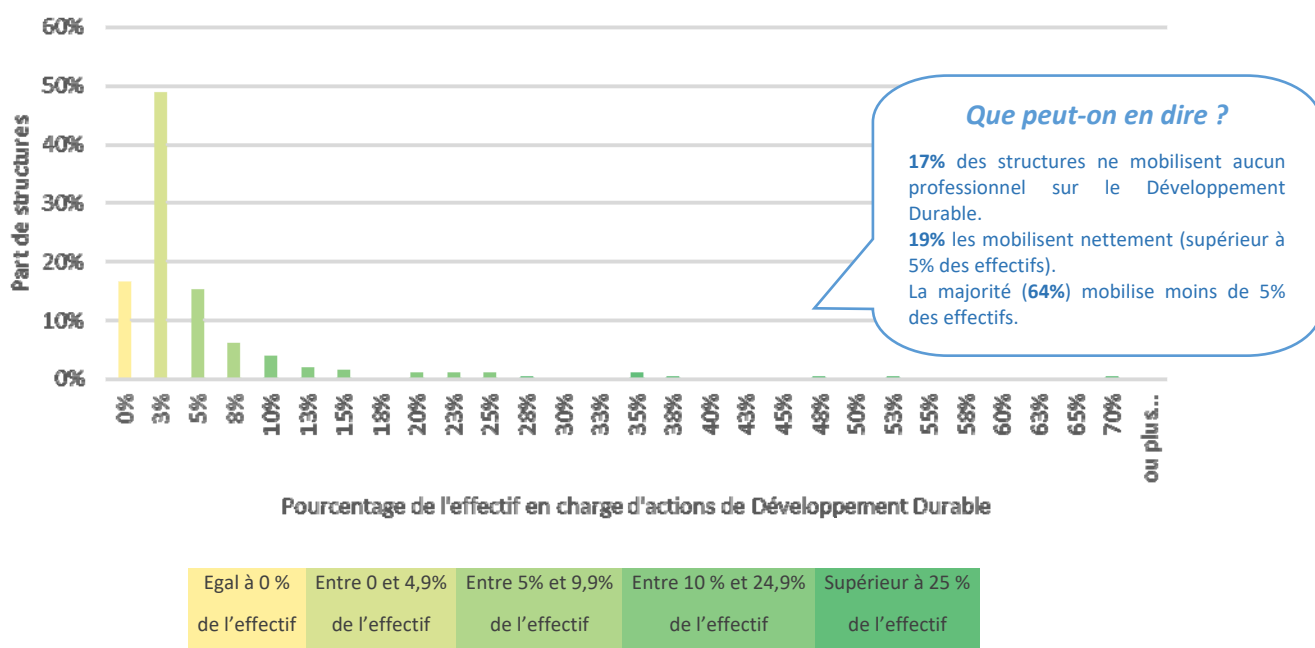 60%
50%
40%
30%
20%
10%
0%
Part de structures
Que peut-on en dire ?
17% des structures ne mobilisent aucun
professionnel sur le Développement
Durable.
19% les mobilisent nettement (supérieur à
5% des effectifs).
La majorité (64%) mobilise moins de 5%
des effectifs.
0% 3% 5% 8% 10% 13% 15% 18% 20% 23% 25% 28% 30% 33% 35% 38% 40% 43% 45% 48% 50% 53% 55% 58% 60% 63% 65% 70% ou plus...
Pourcentage de l'effectif en charge d'actions de Développement Durable
Egal à 0 % Entre 0 et 4,9% Entre 5% et 9,9% Entre 10 % et 24,9% Supérieur à 25 %
de l’effectif de l’effectif de l’effectif de l’effectif de l’effectif